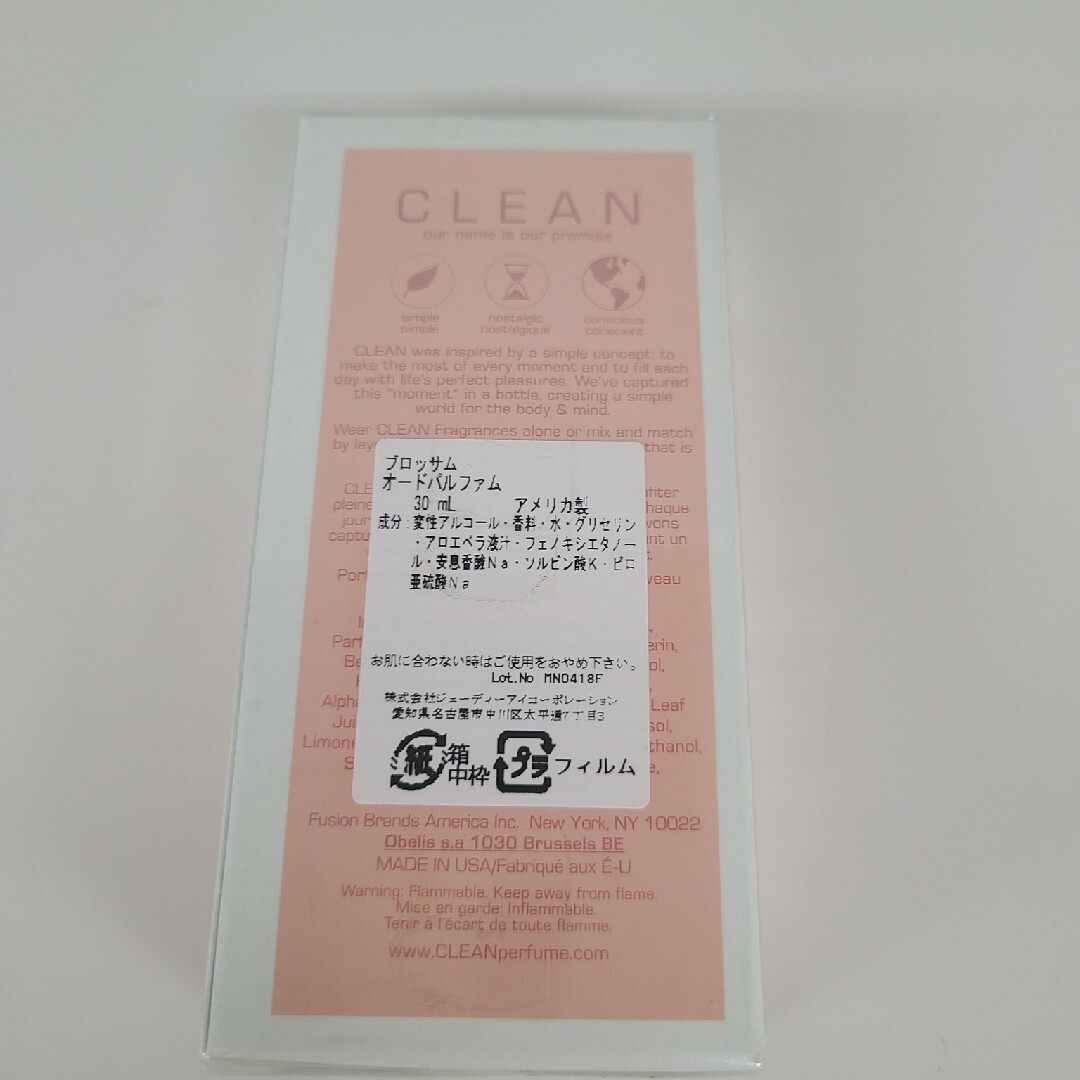 CLEAN
our name is our promise
simple nostalgic conscious
simple nostalgique conscient
CLEAN was inspired by a simple concept: to
make the most of every moment and to fill each
day with life's perfect pleasures. We've captured
this "moment" in a bottle, creating a simple
world for the body & mind.
Wear CLEAN Fragrances alone or mix and match
by that is
ブロッサム
オードパルファム
30 mL アメリカ製
成分:変性アルコール・香料・水・グリセリン
・アロエベラ液汁・フェノキシエタノー
ル・安息香酸Na・ソルビン酸K・ピロ
亜硫酸Na
お肌に合わない時はご使用をおやめ下さい。
Lot.No MN0418F
株式会社ジェーディーアイコーポレーション
愛知県名古屋市中川区太平通7丁目3
紙 箱 中枠 プラ フィルム
Fusion Brands America Inc. New York, NY 10022
Obelis s.a 1030 Brussels BE
MADE IN USA/Fabriqué aux É-U
Warning: Flammable. Keep away from flame.
Mise en garde: Inflammable.
Tenir à l'écart de toute flamme.
www.CLEANperfume.com